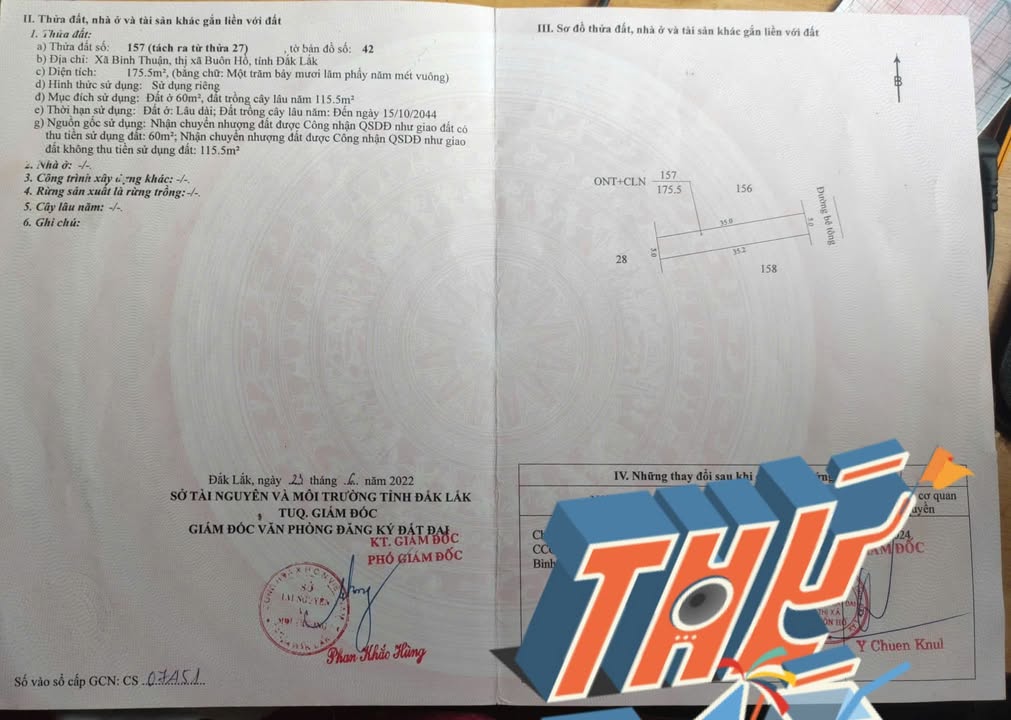 II. Thửa đất, nhà ở và tài sản khác gắn liền với đất
1. Thửa đất:
a) Thửa đất số: 157 (tách ra từ thửa 27) , tờ bản đồ số: 42
b) Địa chỉ: Xã Bình Thuận, thị xã Buôn Hồ, tỉnh Đắk Lắk
c) Diện tích: 175.5m², (bằng chữ: Một trăm bảy mươi lăm phẩy năm mét vuông)
d) Hình thức sử dụng: Sử dụng riêng
đ) Mục đích sử dụng: Đất ở 60m², đất trồng cây lâu năm 115.5m²
e) Thời hạn sử dụng: Đất ở: Lâu dài; Đất trồng cây lâu năm: Đến ngày 15/10/2044
g) Nguồn gốc sử dụng: Nhận chuyển nhượng đất được Công nhận QSDĐ như giao đất có
thu tiền sử dụng đất: 60m²; Nhận chuyển nhượng đất được Công nhận QSDĐ như giao
đất không thu tiền sử dụng đất: 115.5m²
2. Nhà ở: -/-.
3. Công trình xây dựng khác: -/-.
4. Rừng sản xuất là rừng trồng: -/-.
5. Cây lâu năm: -/-.
6. Ghi chú:
Đắk Lắk, ngày 23 tháng 6 năm 2022
SỞ TÀI NGUYÊN VÀ MÔI TRƯỜNG TỈNH ĐẮK LẮK
TUQ. GIÁM ĐỐC
GIÁM ĐỐC VĂN PHÒNG ĐĂNG KÝ ĐẤT ĐAI
KT. GIÁM ĐỐC
PHÓ GIÁM ĐỐC
SỞ
TÀI NGUYÊN
VÀ
Phan Khắc Hùng
Số vào sổ cấp GCN: CS 07451
III. Sơ đồ thửa đất, nhà ở và tài sản khác gắn liền với đất
B
ONT+CLN 157
175.5
156
Đường bê tông
35.0
5.0
5.0
35.2
28
158
IV. Những thay đổi sau khi
cơ quan
Bình
THỊ XÃ
Y Chuen Knul
THỨ